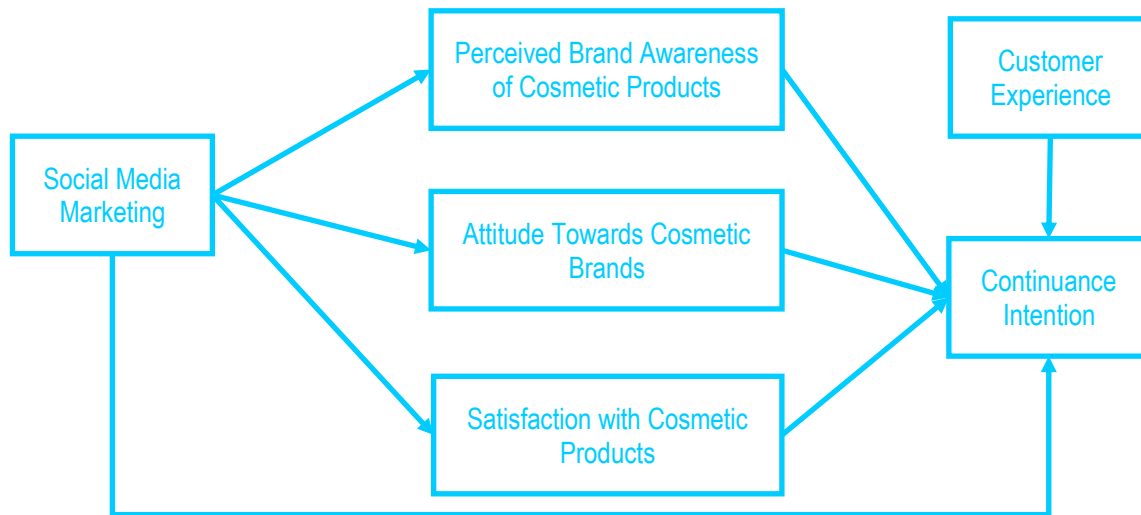 Perceived Brand Awareness
of Cosmetic Products
Customer
Experience
Social Media
Marketing
Attitude Towards Cosmetic
Brands
Continuance
Intention
Satisfaction with Cosmetic
Products